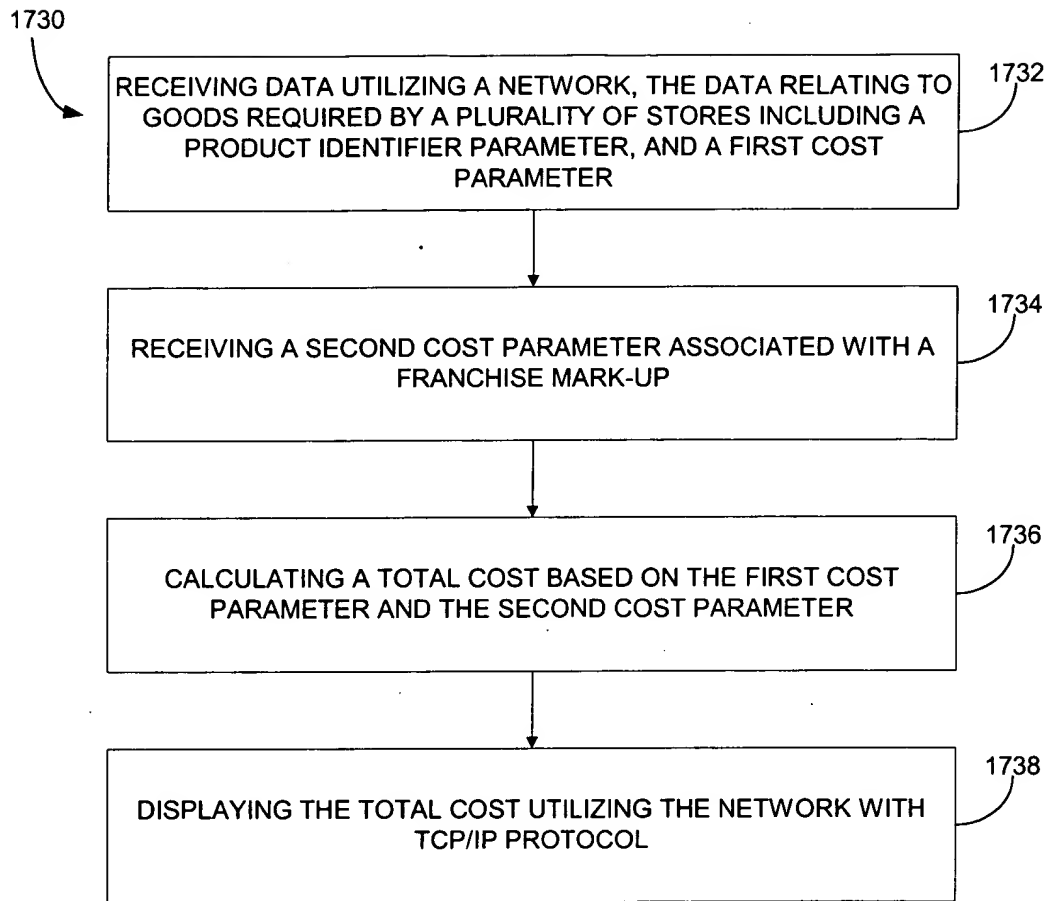 1730
RECEIVING DATA UTILIZING A NETWORK, THE DATA RELATING TO
GOODS REQUIRED BY A PLURALITY OF STORES INCLUDING A
PRODUCT IDENTIFIER PARAMETER, AND A FIRST COST
PARAMETER
1732
RECEIVING A SECOND COST PARAMETER ASSOCIATED WITH A
FRANCHISE MARK-UP
1734
CALCULATING A TOTAL COST BASED ON THE FIRST COST
PARAMETER AND THE SECOND COST PARAMETER
1736
DISPLAYING THE TOTAL COST UTILIZING THE NETWORK WITH
TCP/IP PROTOCOL
1738